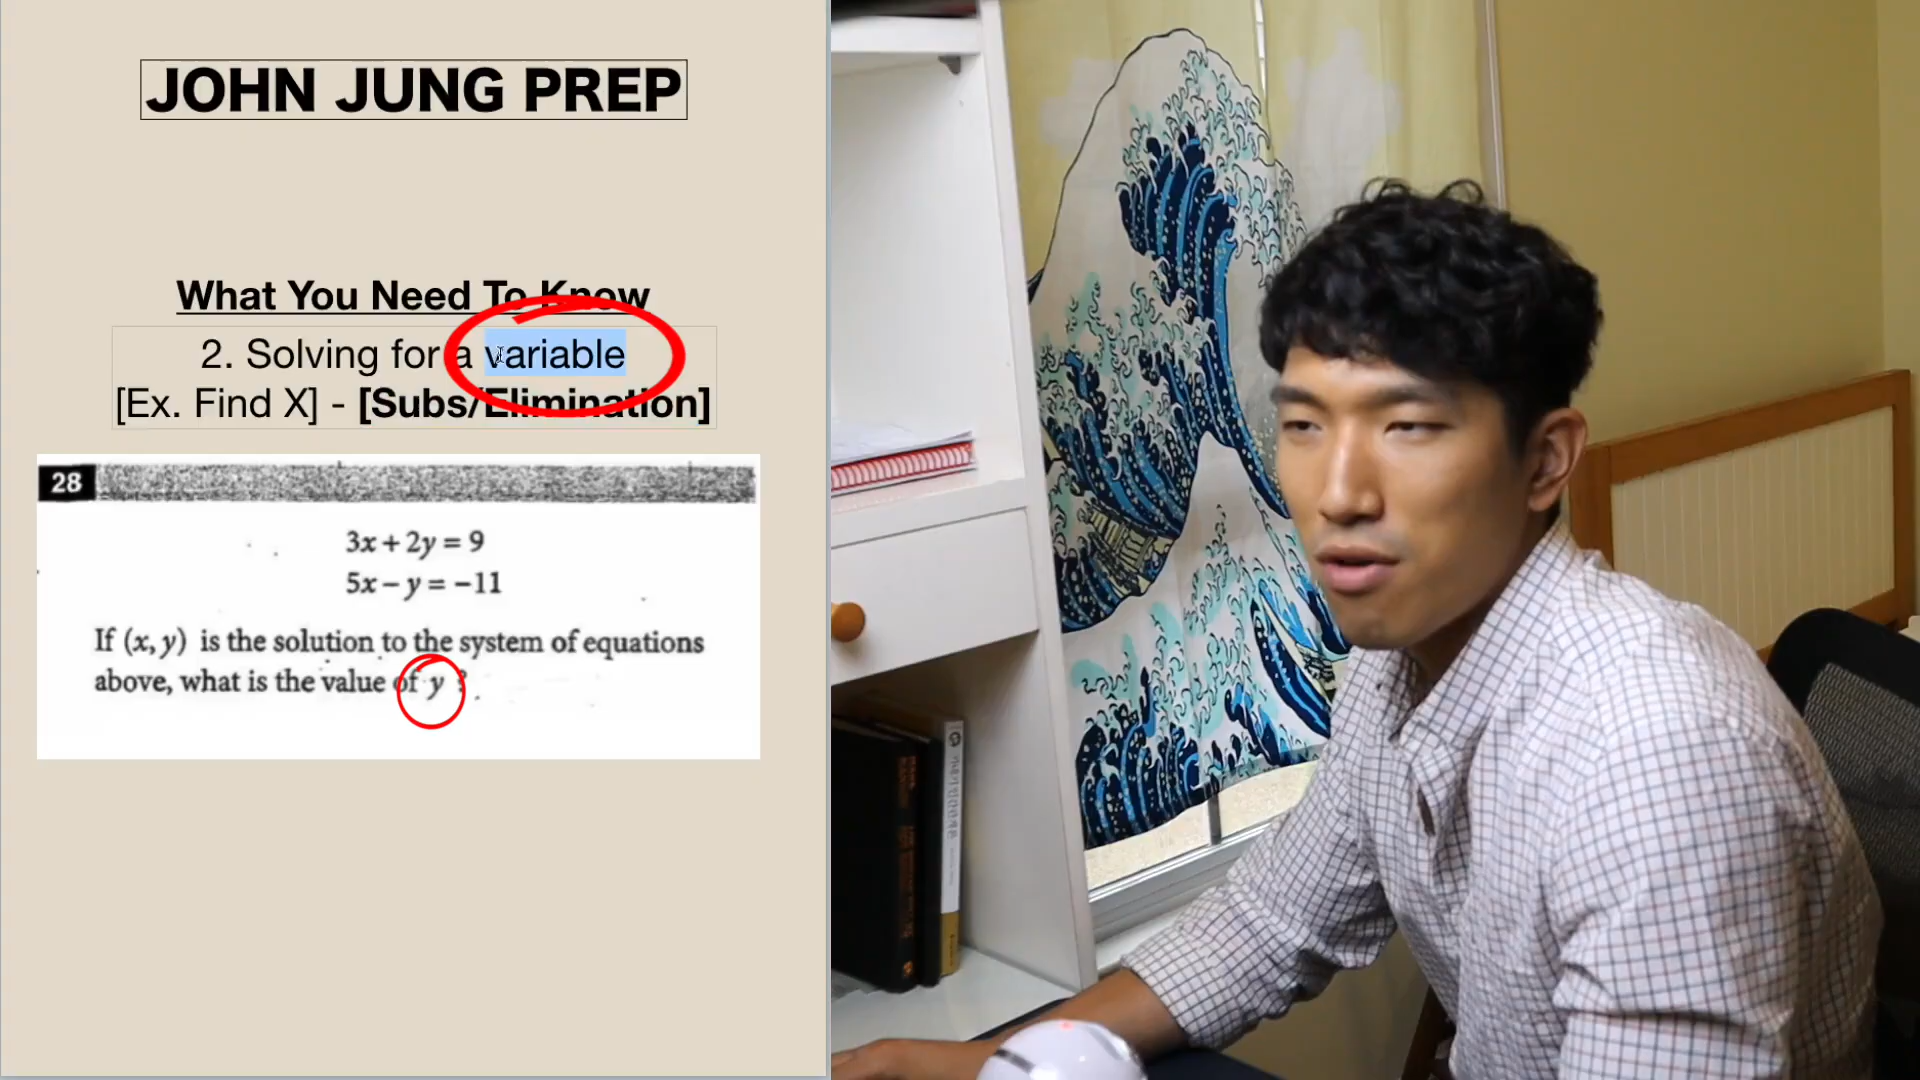 JOHN JUNG PREP
What You Need To Know
2. Solving for a variable
[Ex. Find X] - [Subs/Elimination]
28
3x + 2y = 9
5x − y = −11
If (x, y) is the solution to the system of equations
above, what is the value of y ?